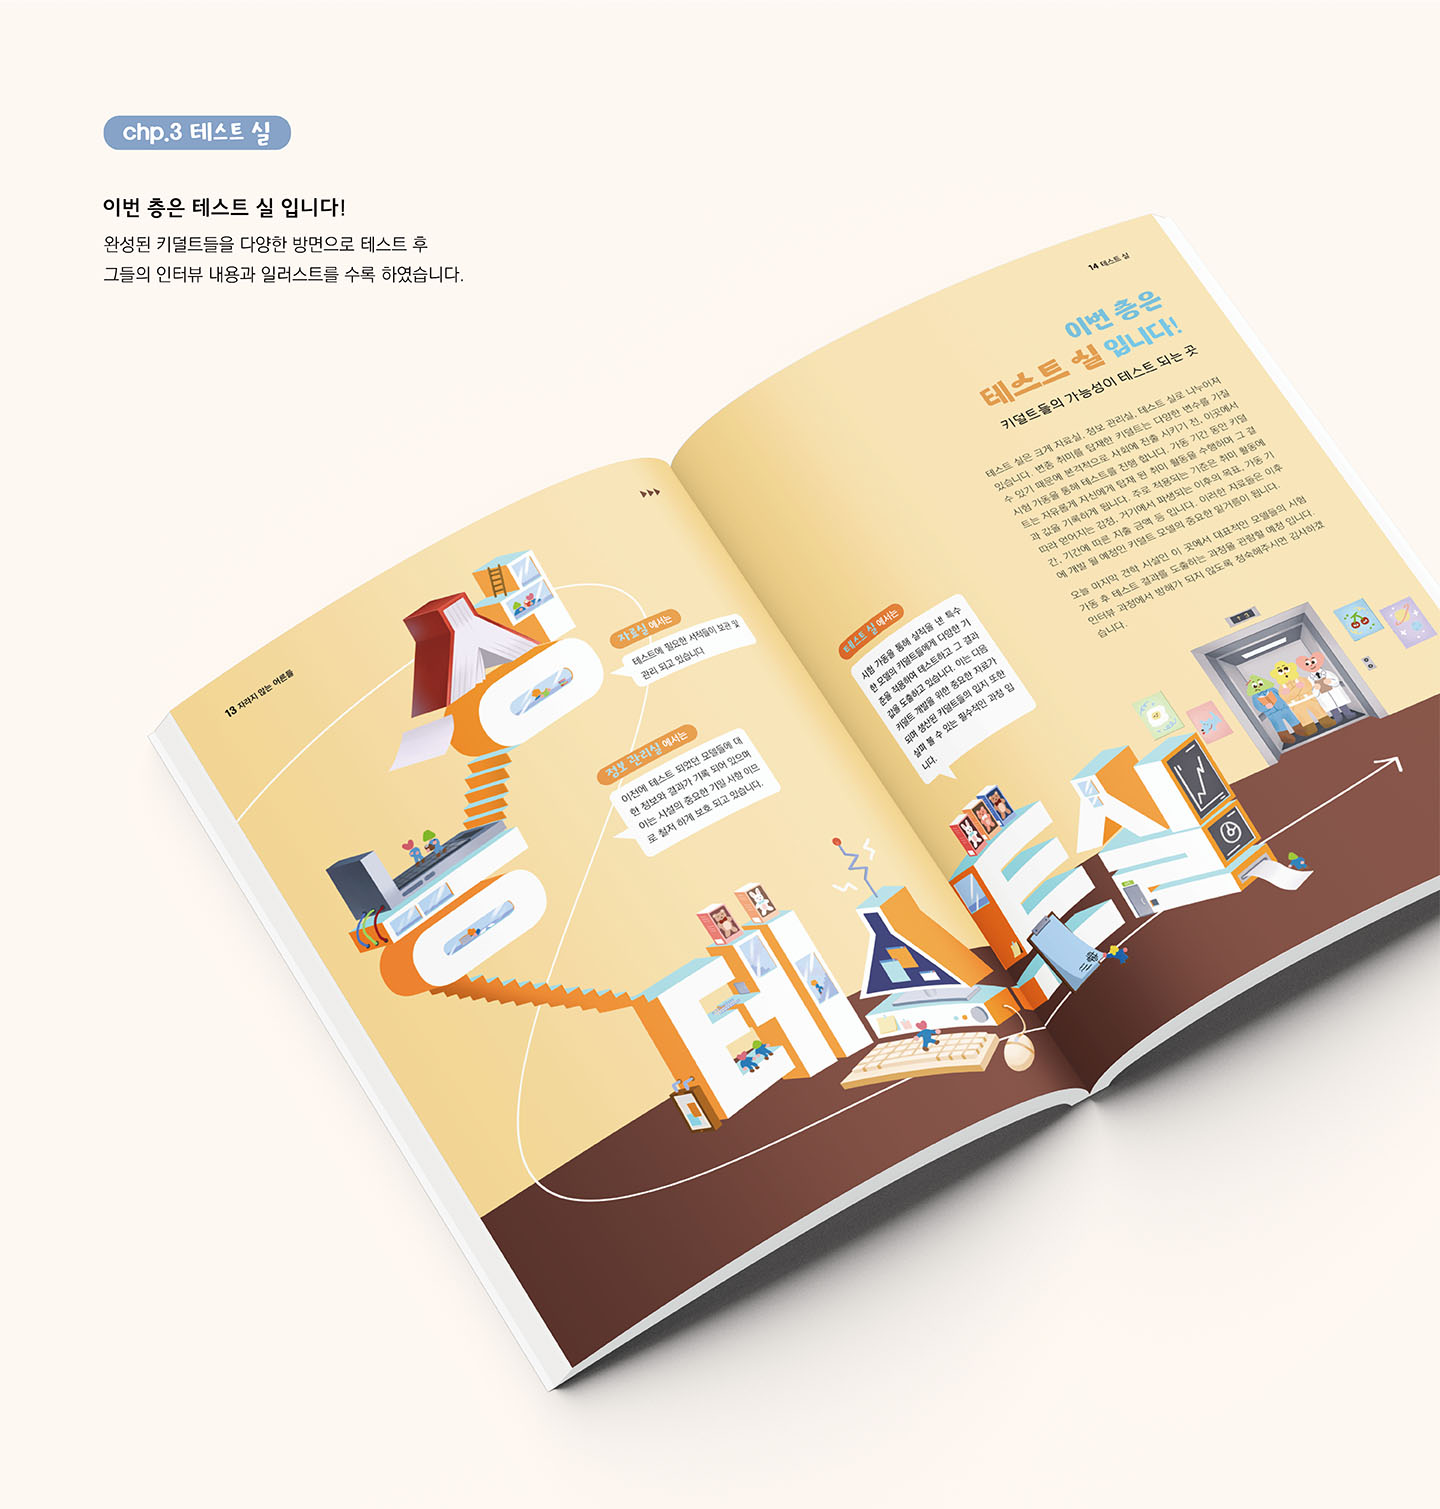 chp.3 테스트 실
이번 층은 테스트 실 입니다!
완성된 키덜트들을 다양한 방면으로 테스트 후
그들의 인터뷰 내용과 일러스트를 수록 하였습니다.
13 자라지 않는 어른들
자료실 에서는
테스트에 필요한 서적들이 보관 및
관리 되고 있습니다
정보 관리실 에서는
이전에 테스트 되었던 모델들에 대
한 정보와 결과가 기록 되어 있으며
이는 시설의 중요한 기밀 사항 이므
로 철저 하게 보호 되고 있습니다.
14 테스트 실
이번 층은
테스트 실 입니다!
키덜트들의 가능성이 테스트 되는 곳
테스트 실은 크게 자료실, 정보 관리실, 테스트 실로 나누어져
있습니다. 변종 취미를 탑재한 키덜트는 다양한 변수를 가질
수 있기 때문에 본격적으로 사회에 진출 시키기 전, 이곳에서
시험 가동을 통해 테스트를 진행 합니다. 가동 기간 동안 키덜
트는 자유롭게 자신에게 탑재 된 취미 활동을 수행하며 그 결
과 값을 기록하게 됩니다. 주로 적용되는 기준은 취미 활동에
따라 얻어지는 감정, 거기에서 파생되는 이후의 목표, 가동 기
간, 기간에 따른 지출 금액 등 입니다. 이러한 자료들은 이후
에 개발 될 예정인 키덜트 모델의 중요한 밑거름이 됩니다.
오늘 마지막 견학 시설인 이 곳에서 대표적인 모델들의 시험
가동 후 테스트 결과를 도출하는 과정을 관람할 예정 입니다.
인터뷰 과정에서 방해가 되지 않도록 정숙해주시면 감사하겠
습니다.
테스트 실 에서는
시험 가동을 통해 실적을 낸 특수
한 모델의 키덜트들에게 다양한 기
준을 적용하여 테스트하고 그 결과
값을 도출하고 있습니다. 이는 다음
키덜트 개발을 위한 중요한 자료가
되며 생산된 키덜트들의 입지 또한
살펴 볼 수 있는 필수적인 과정 입
니다.